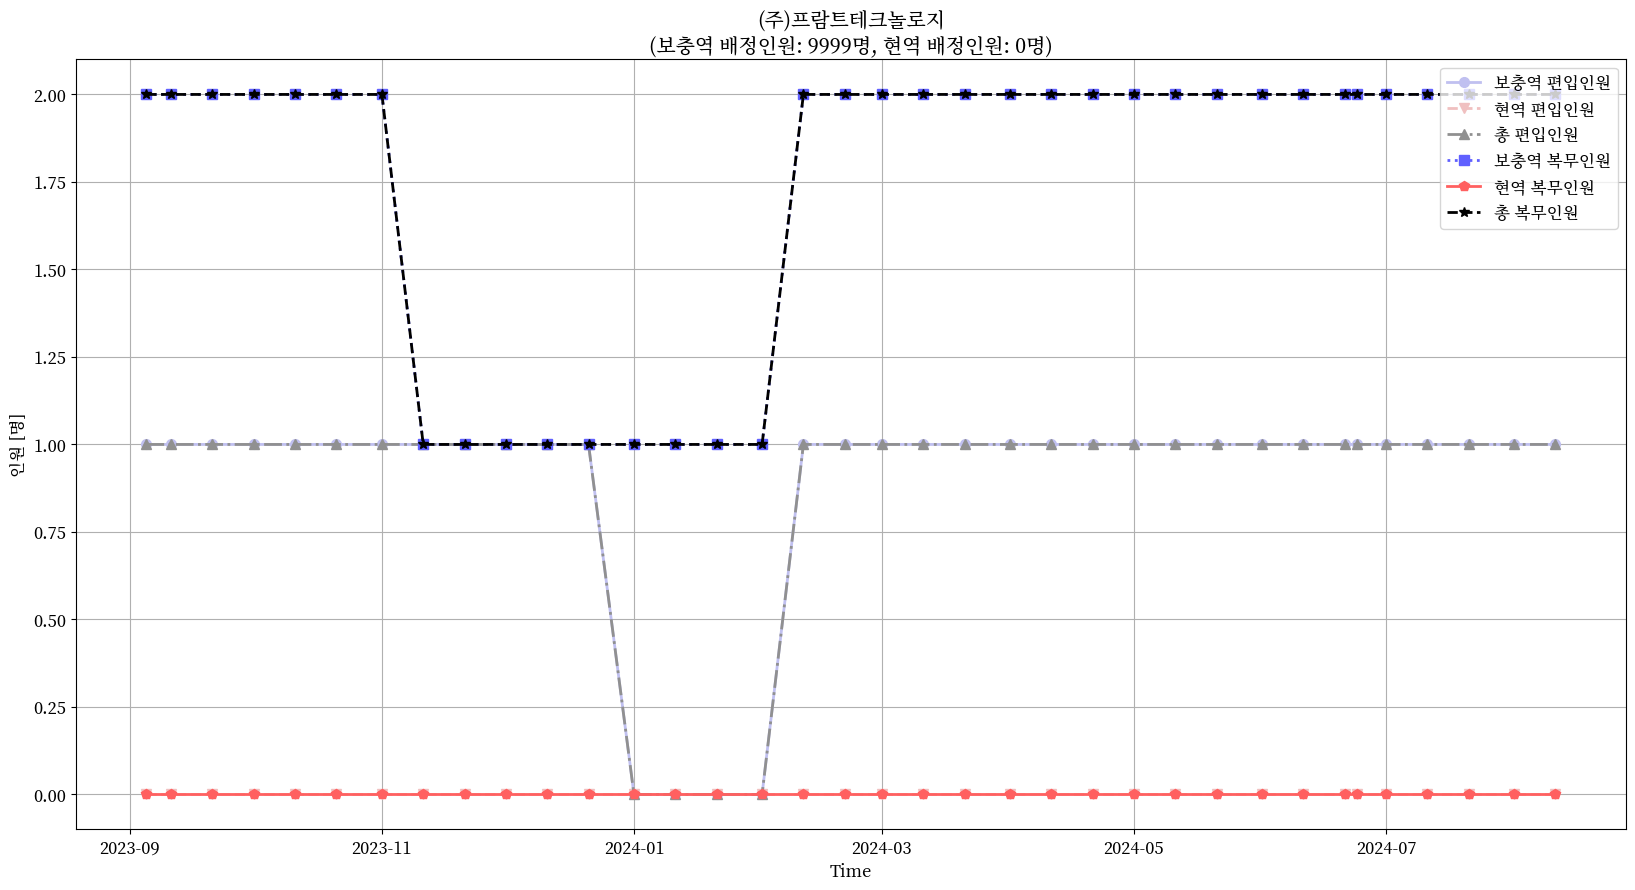 (주)프람트테크놀로지
(보충역 배정인원: 9999명, 현역 배정인원: 0명)
보충역 편입인원
현역 편입인원
총 편입인원
보충역 복무인원
현역 복무인원
총 복무인원
2.00
1.75
1.50
1.25
1.00
0.75
0.50
0.25
0.00
인원 [명]
2023-09
2023-11
2024-01
2024-03
2024-05
2024-07
Time